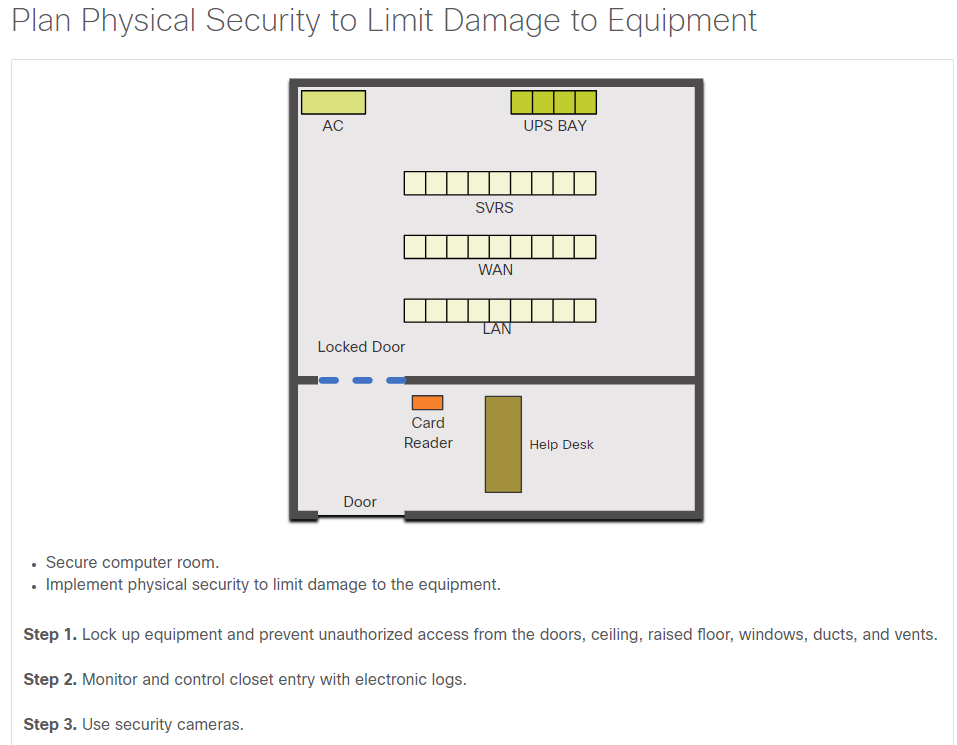 Plan Physical Security to Limit Damage to Equipment
AC
UPS BAY
SVRS
WAN
LAN
Locked Door
Card
Reader
Help Desk
Door
• Secure computer room.
• Implement physical security to limit damage to the equipment.
Step 1. Lock up equipment and prevent unauthorized access from the doors, ceiling, raised floor, windows, ducts, and vents.
Step 2. Monitor and control closet entry with electronic logs.
Step 3. Use security cameras.